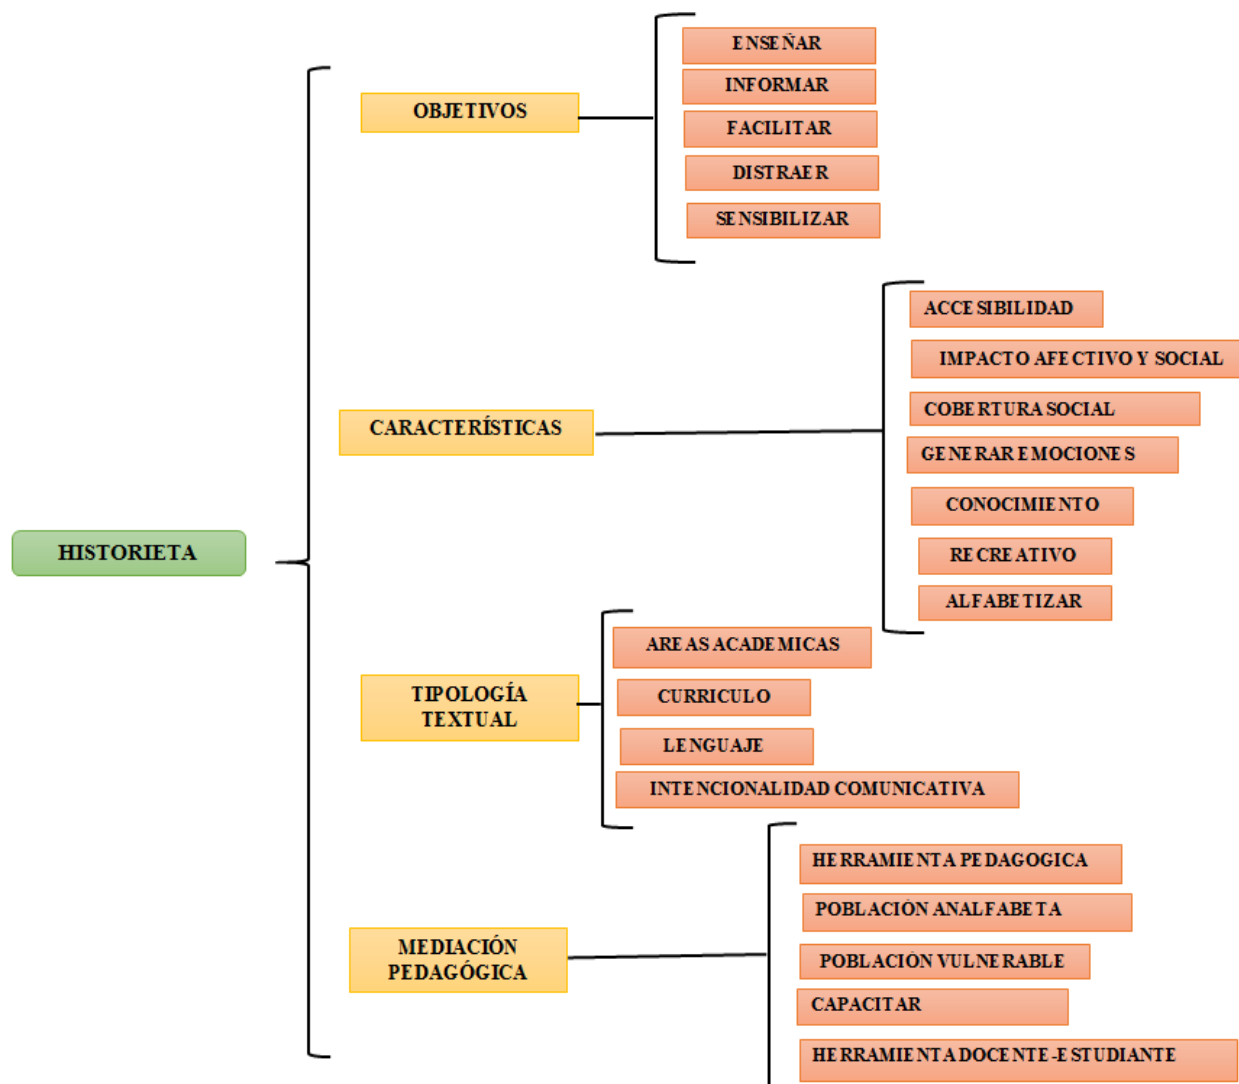 HISTORIETA
OBJETIVOS
ENSEÑAR
INFORMAR
FACILITAR
DISTRAER
SENSIBILIZAR
CARACTERÍSTICAS
ACCESIBILIDAD
IMPACTO AFECTIVO Y SOCIAL
COBERTURA SOCIAL
GENERAR EMOCIONES
CONOCIMIENTO
RECREATIVO
ALFABETIZAR
TIPOLOGÍA
TEXTUAL
AREAS ACADEMICAS
CURRICULO
LENGUAJE
INTENCIONALIDAD COMUNICATIVA
MEDIACIÓN
PEDAGÓGICA
HERRAMIENTA PEDAGOGICA
POBLACIÓN ANALFABETA
POBLACIÓN VULNERABLE
CAPACITAR
HERRAMIENTA DOCENTE-ESTUDIANTE